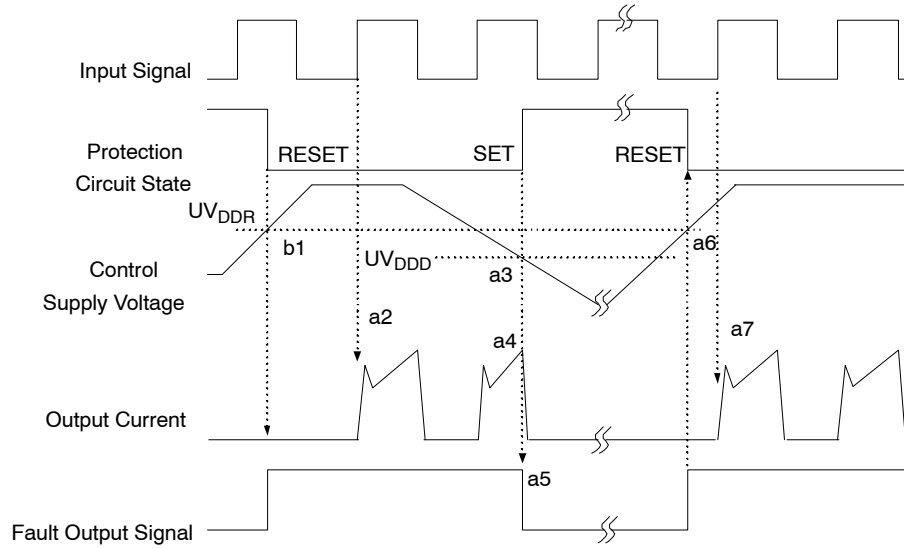 Input Signal
Protection
Circuit State
RESET
SET
RESET
UVDDR
b1
a6
UVDDD
a3
Control
Supply Voltage
a2
a4
a7
Output Current
a5
Fault Output Signal